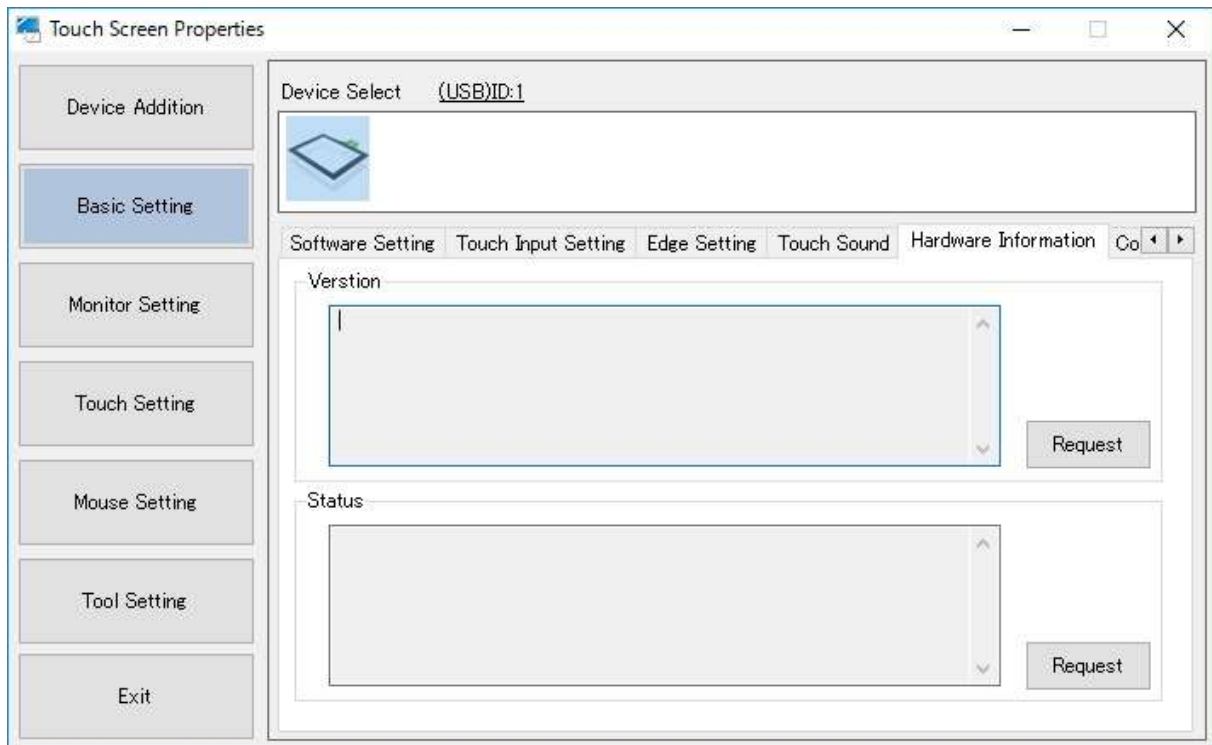 Touch Screen Properties
Device Addition
Basic Setting
Monitor Setting
Touch Setting
Mouse Setting
Tool Setting
Exit
Device Select (USB)ID:1
Software Setting Touch Input Setting Edge Setting Touch Sound Hardware Information Co
Verstion
Request
Status
Request